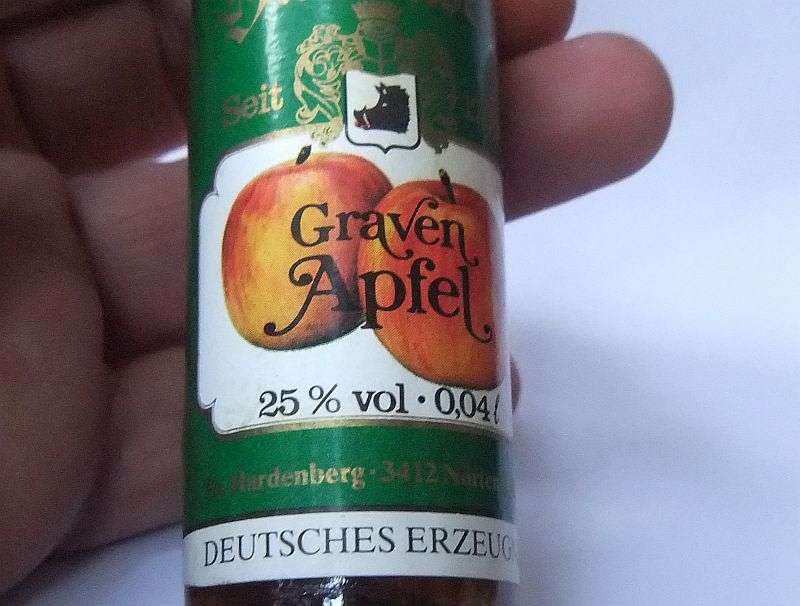 Seit
Graven
Apfel
25 % vol · 0,04 l
Hardenberg · 3412
DEUTSCHES ERZEUG